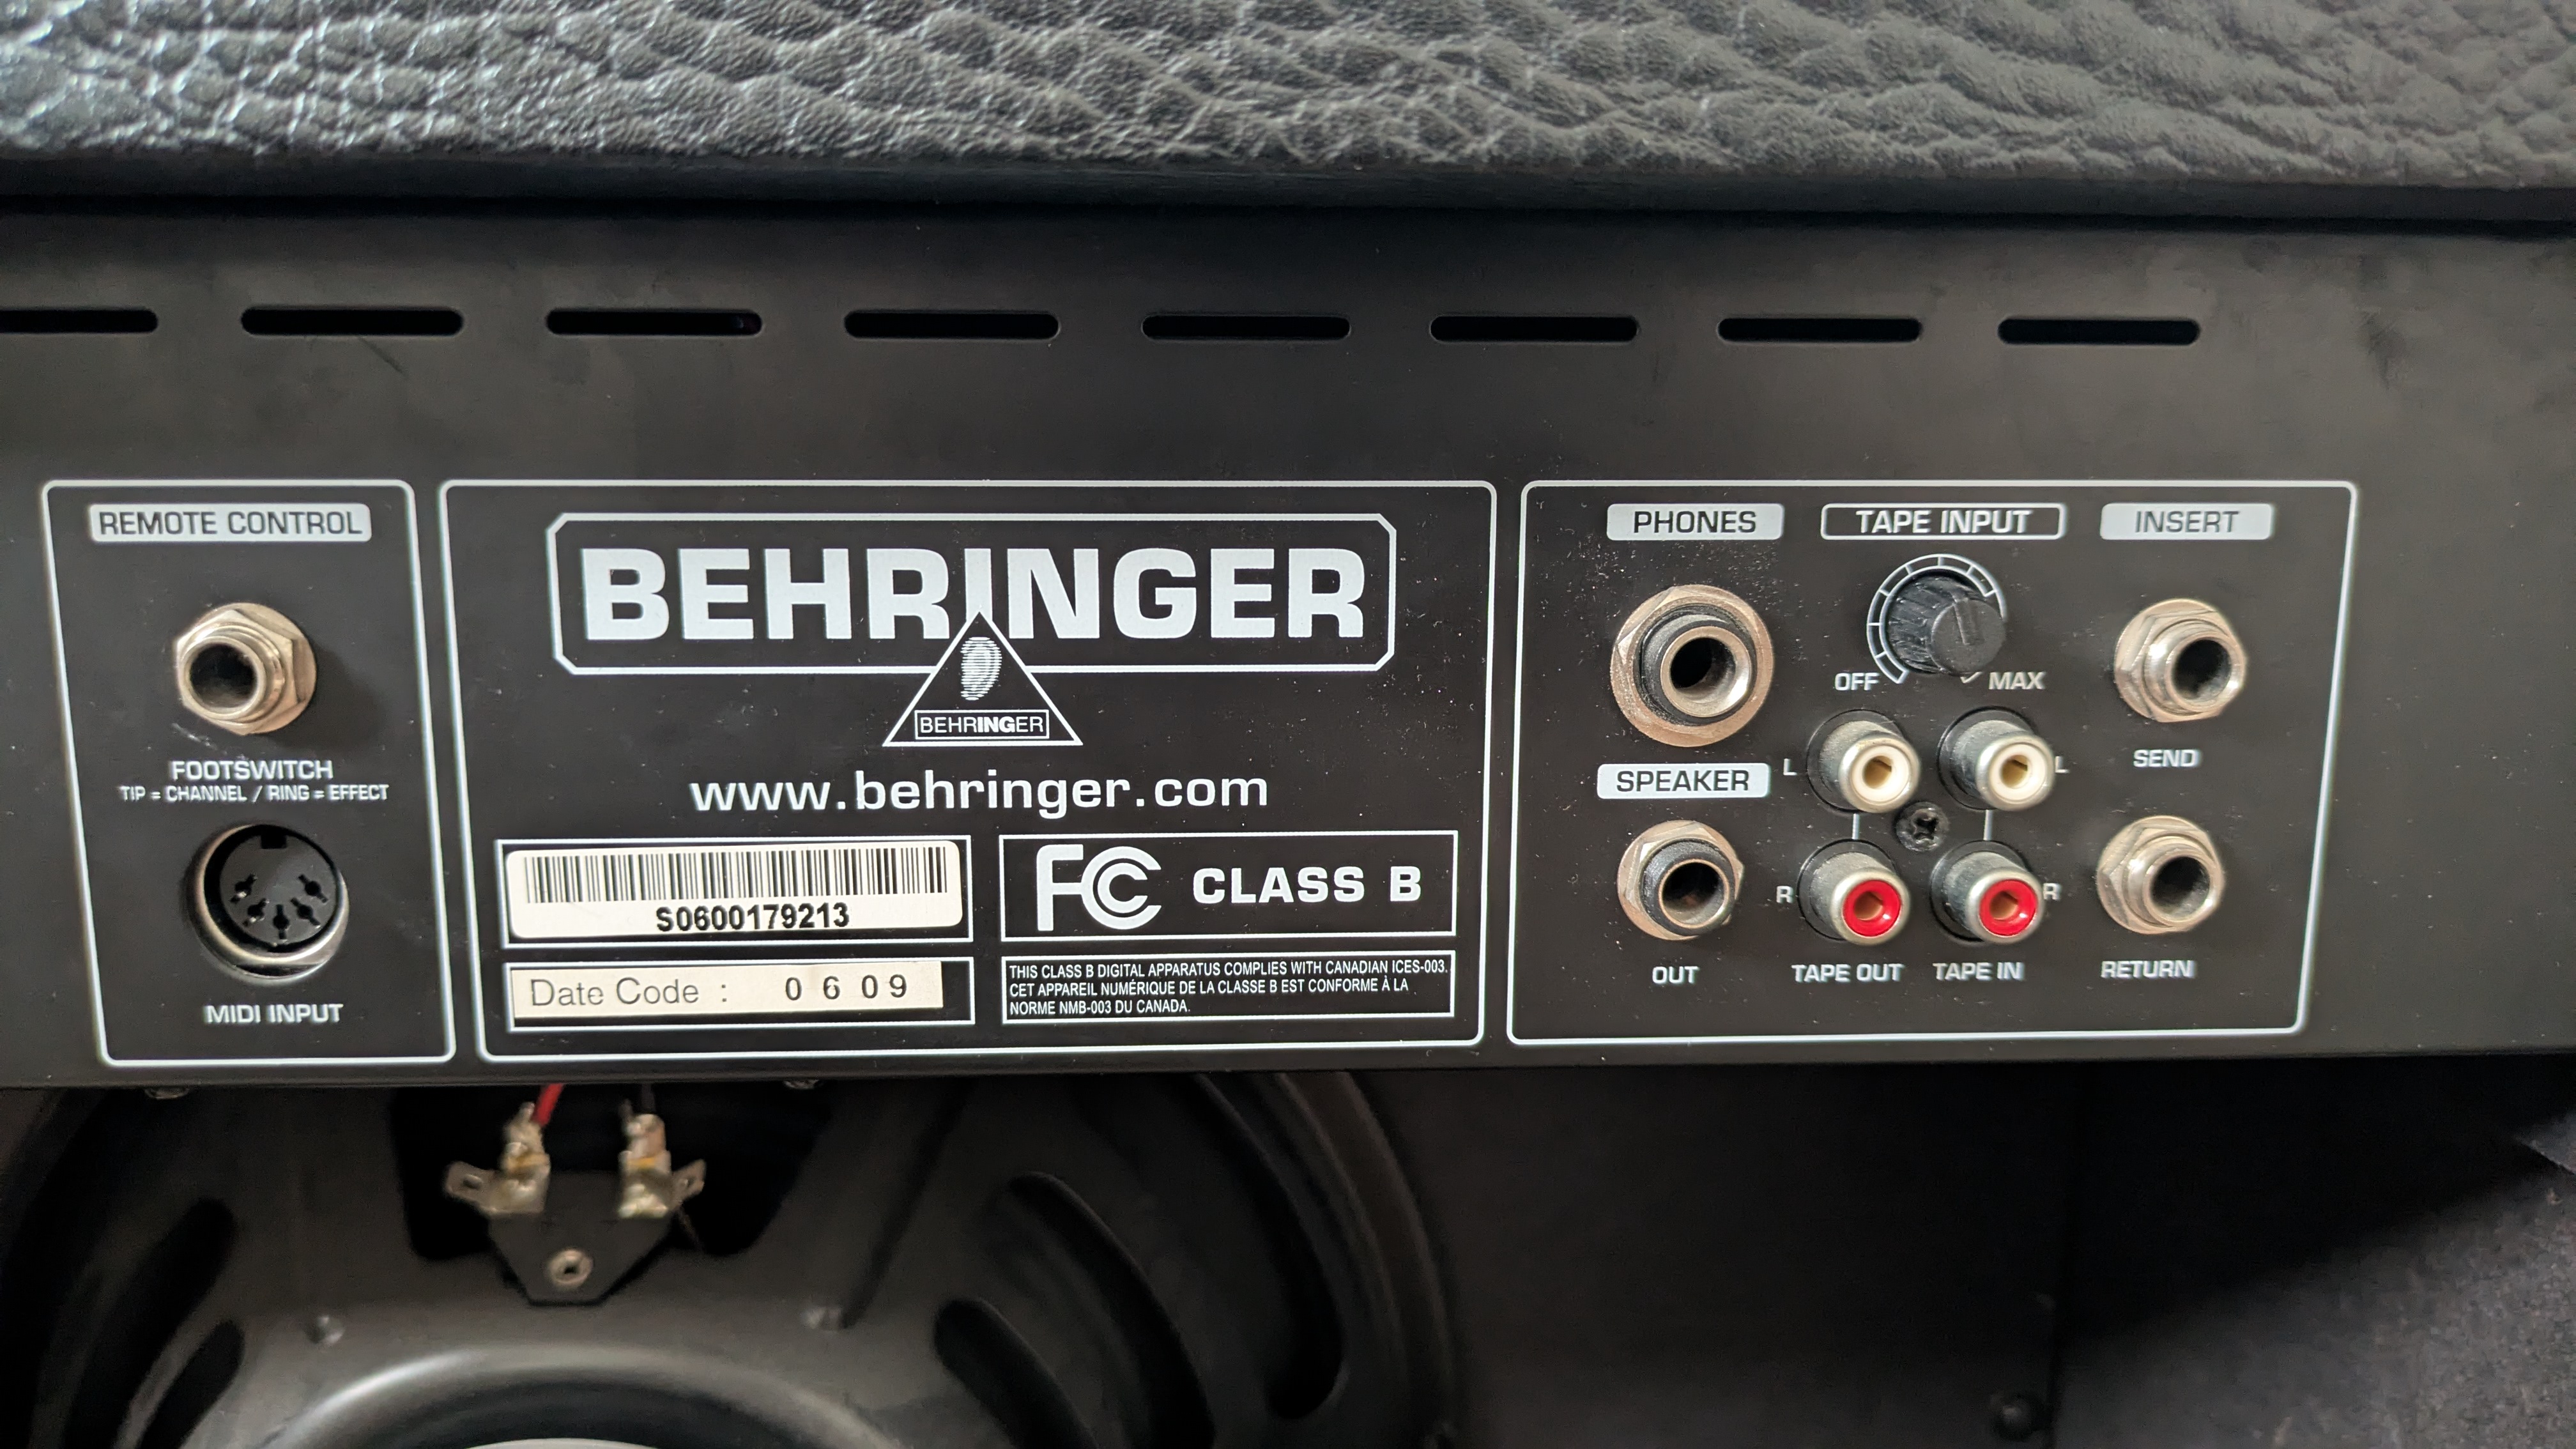 REMOTE CONTROL
FOOTSWITCH
TIP = CHANNEL / RING = EFFECT
MIDI INPUT
BEHRINGER
BEHRINGER
www.behringer.com
S0600179213
Date Code : 0609
FC CLASS B
THIS CLASS B DIGITAL APPARATUS COMPLIES WITH CANADIAN ICES-003.
CET APPAREIL NUMÉRIQUE DE LA CLASSE B EST CONFORME À LA
NORME NMB-003 DU CANADA.
PHONES
TAPE INPUT
INSERT
OFF
MAX
SEND
SPEAKER
L
L
R
R
OUT
TAPE OUT
TAPE IN
RETURN